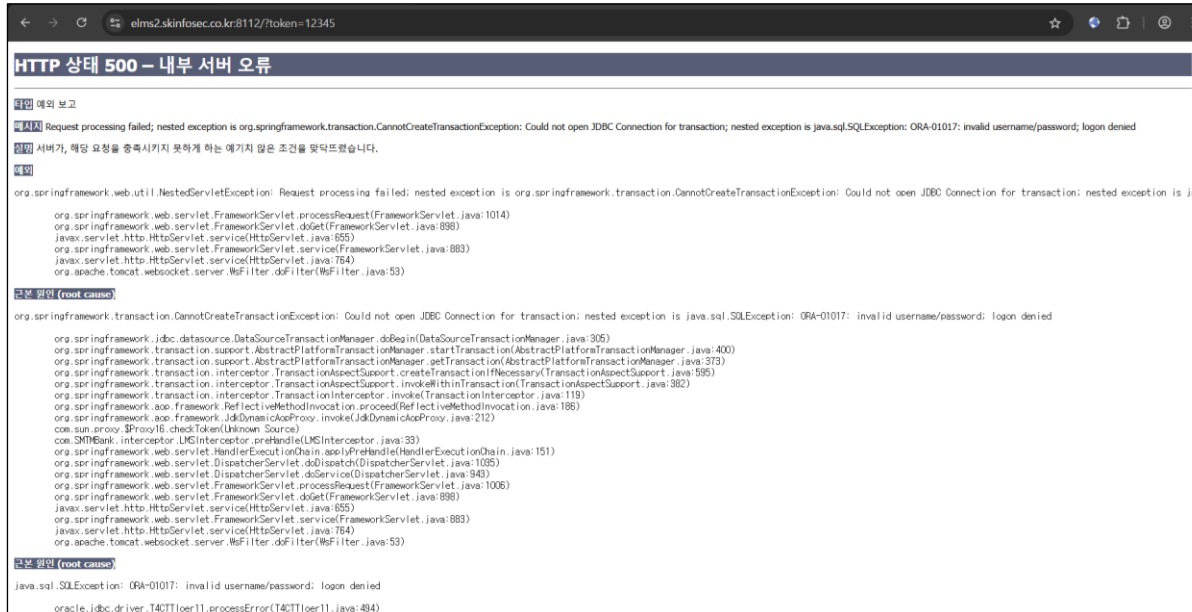 elms2.skinfosec.co.kr:8112/?token=12345
HTTP 상태 500 – 내부 서버 오류
타입 예외 보고
메시지 Request processing failed; nested exception is org.springframework.transaction.CannotCreateTransactionException: Could not open JDBC Connection for transaction; nested exception is java.sql.SQLException: ORA-01017: invalid username/password; logon denied
설명 서버가, 해당 요청을 충족시키지 못하게 하는 예기치 않은 조건을 맞닥뜨렸습니다.
예외
org.springframework.web.util.NestedServletException: Request processing failed; nested exception is org.springframework.transaction.CannotCreateTransactionException: Could not open JDBC Connection for transaction; nested exception is j
org.springframework.web.servlet.FrameworkServlet.processRequest(FrameworkServlet.java:1014)
org.springframework.web.servlet.FrameworkServlet.doGet(FrameworkServlet.java:898)
javax.servlet.http.HttpServlet.service(HttpServlet.java:655)
org.springframework.web.servlet.FrameworkServlet.service(FrameworkServlet.java:883)
javax.servlet.http.HttpServlet.service(HttpServlet.java:764)
org.apache.tomcat.websocket.server.WsFilter.doFilter(WsFilter.java:53)
근본 원인 (root cause)
org.springframework.transaction.CannotCreateTransactionException: Could not open JDBC Connection for transaction; nested exception is java.sql.SQLException: ORA-01017: invalid username/password; logon denied
org.springframework.jdbc.datasource.DataSourceTransactionManager.doBegin(DataSourceTransactionManager.java:305)
org.springframework.transaction.support.AbstractPlatformTransactionManager.startTransaction(AbstractPlatformTransactionManager.java:400)
org.springframework.transaction.support.AbstractPlatformTransactionManager.getTransaction(AbstractPlatformTransactionManager.java:373)
org.springframework.transaction.interceptor.TransactionAspectSupport.createTransactionIfNecessary(TransactionAspectSupport.java:595)
org.springframework.transaction.interceptor.TransactionAspectSupport.invokeWithinTransaction(TransactionAspectSupport.java:382)
org.springframework.transaction.interceptor.TransactionInterceptor.invoke(TransactionInterceptor.java:119)
org.springframework.aop.framework.ReflectiveMethodInvocation.proceed(ReflectiveMethodInvocation.java:186)
org.springframework.aop.framework.JdkDynamicAopProxy.invoke(JdkDynamicAopProxy.java:212)
com.sun.proxy.$Proxy16.checkToken(Unknown Source)
com.SMTMBank.interceptor.LMSInterceptor.preHandle(LMSInterceptor.java:33)
org.springframework.web.servlet.HandlerExecutionChain.applyPreHandle(HandlerExecutionChain.java:151)
org.springframework.web.servlet.DispatcherServlet.doDispatch(DispatcherServlet.java:1035)
org.springframework.web.servlet.DispatcherServlet.doService(DispatcherServlet.java:943)
org.springframework.web.servlet.FrameworkServlet.processRequest(FrameworkServlet.java:1006)
org.springframework.web.servlet.FrameworkServlet.doGet(FrameworkServlet.java:898)
javax.servlet.http.HttpServlet.service(HttpServlet.java:655)
org.springframework.web.servlet.FrameworkServlet.service(FrameworkServlet.java:883)
javax.servlet.http.HttpServlet.service(HttpServlet.java:764)
org.apache.tomcat.websocket.server.WsFilter.doFilter(WsFilter.java:53)
근본 원인 (root cause)
java.sql.SQLException: ORA-01017: invalid username/password; logon denied
oracle.jdbc.driver.T4CTTIoer11.processError(T4CTTIoer11.java:494)